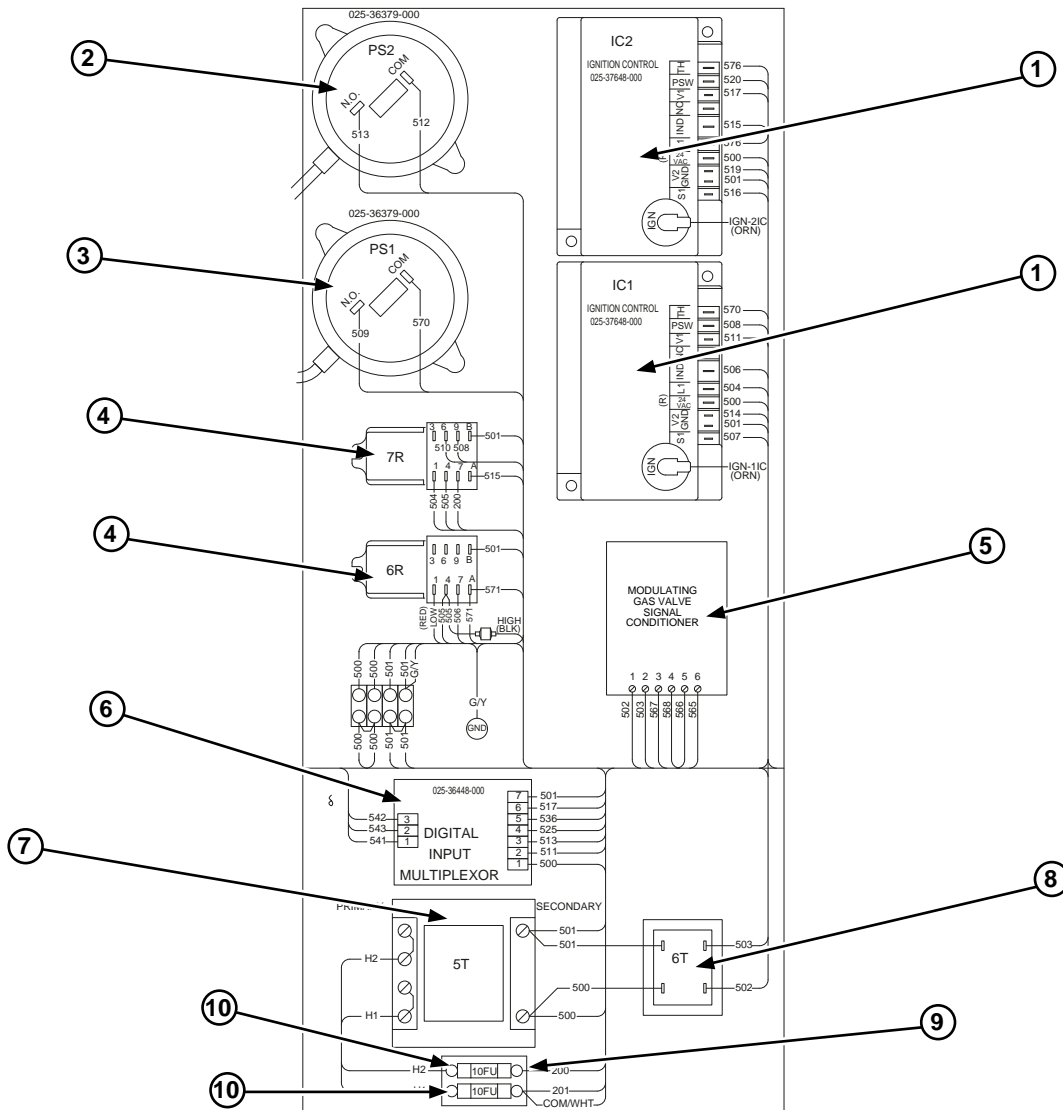 025-36379-000
PS2
COM
N.O.
513
512
2
IC2
IGNITION CONTROL
025-37648-000
TH
PSW
V1
NC
IND
24
VAC
V2
GND
S1
IGN
576
520
517
515
576
500
519
501
516
IGN-2IC
(ORN)
1
025-36379-000
PS1
COM
N.O.
509
570
3
IC1
IGNITION CONTROL
025-37648-000
TH
PSW
V1
NC
IND
L1
(R)
24
VAC
V2
GND
S1
IGN
570
508
511
506
504
500
514
501
507
IGN-1IC
(ORN)
1
4
7R
3 6 9 B
510 508
501
1 4 7 A
515
504
505
200
4
6R
3 6 9 B
501
1 4 7 A
571
(RED)
LOW
505
505
506
571
HIGH
(BLK)
500
500
501
501
G/Y
G/Y
GND
500
500
501
501
5
MODULATING
GAS VALVE
SIGNAL
CONDITIONER
1 2 3 4 5 6
502
503
567
568
566
565
6
025-36448-000
DIGITAL
INPUT
MULTIPLEXOR
542 3
543 2
541 1
7 501
6 517
5 536
4 525
3 513
2 511
1 500
7
SECONDARY
5T
H2
H1
501
501
500
500
8
6T
503
502
10
H2
10FU
200
9
10
10FU
201
COM/WHT